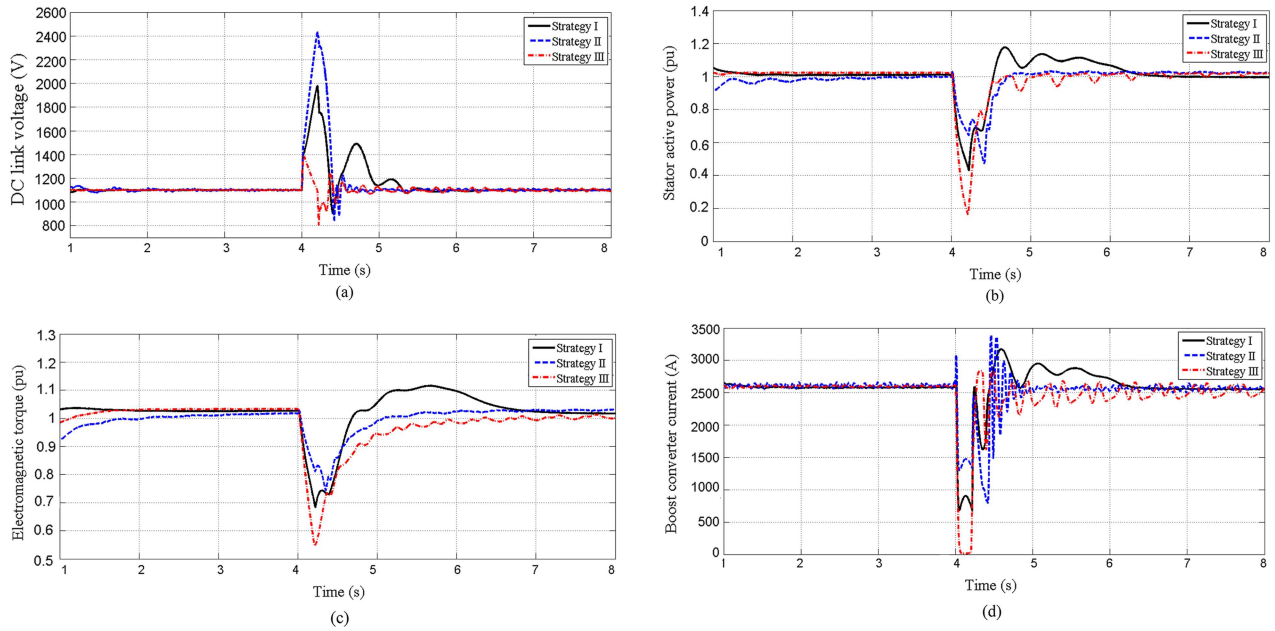 (a)
DC link voltage (V)
2600
2400
2200
2000
1800
1600
1400
1200
1000
800
1 2 3 4 5 6 7 8
Time (s)
Strategy I
Strategy II
Strategy III
(a)
Stator active power (pu)
1.4
1.2
1
0.8
0.6
0.4
0.2
0
1 2 3 4 5 6 7 8
Time (s)
Strategy I
Strategy II
Strategy III
(b)
Electromagnetic torque (pu)
1.3
1.2
1.1
1
0.9
0.8
0.7
0.6
0.5
1 2 3 4 5 6 7 8
Time (s)
Strategy I
Strategy II
Strategy III
(c)
Boost converter current (A)
3500
3000
2500
2000
1500
1000
500
0
1 2 3 4 5 6 7 8
Time (s)
Strategy I
Strategy II
Strategy III
(d)